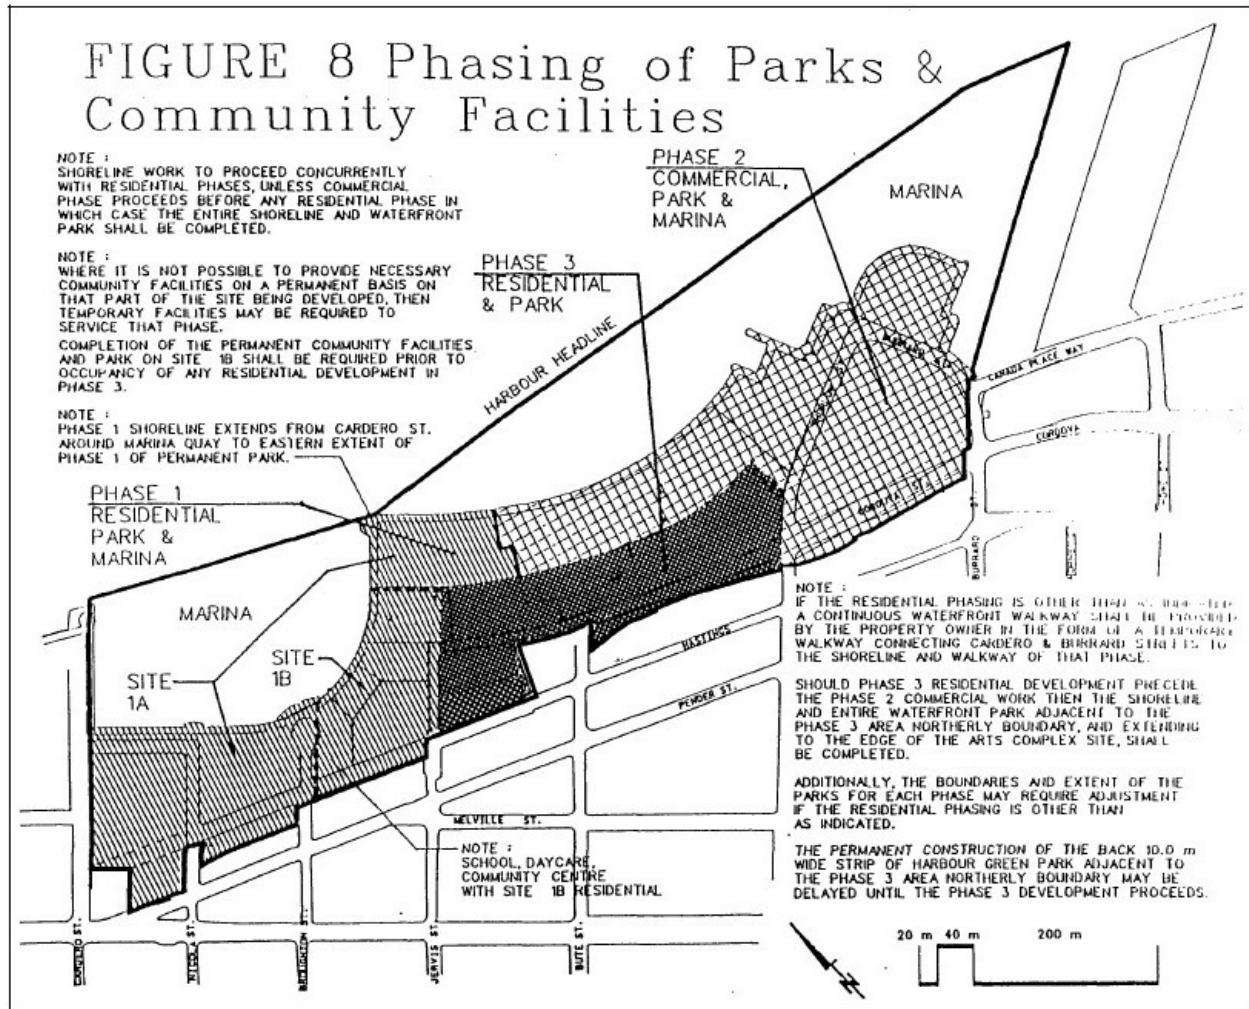 FIGURE 8 Phasing of Parks &
Community Facilities
NOTE :
SHORELINE WORK TO PROCEED CONCURRENTLY
WITH RESIDENTIAL PHASES, UNLESS COMMERCIAL
PHASE PROCEEDS BEFORE ANY RESIDENTIAL PHASE IN
WHICH CASE THE ENTIRE SHORELINE AND WATERFRONT
PARK SHALL BE COMPLETED.
NOTE :
WHERE IT IS NOT POSSIBLE TO PROVIDE NECESSARY
COMMUNITY FACILITIES ON A PERMANENT BASIS ON
THAT PART OF THE SITE BEING DEVELOPED, THEN
TEMPORARY FACILITIES MAY BE REQUIRED TO
SERVICE THAT PHASE.
COMPLETION OF THE PERMANENT COMMUNITY FACILITIES
AND PARK ON SITE 1B SHALL BE REQUIRED PRIOR TO
OCCUPANCY OF ANY RESIDENTIAL DEVELOPMENT IN
PHASE 3.
NOTE :
PHASE 1 SHORELINE EXTENDS FROM CARDERO ST.
AROUND MARINA QUAY TO EASTERN EXTENT OF
PHASE 1 OF PERMANENT PARK.
PHASE 1
RESIDENTIAL
PARK &
MARINA
PHASE 3
RESIDENTIAL
& PARK
PHASE 2
COMMERCIAL,
PARK &
MARINA
MARINA
HARBOUR HEADLINE
MARINA
SITE
1A
SITE
1B
CANADA PLACE WAY
CORDOVA
CORDOVA ST.
BURRARD
HASTINGS
PENDER ST.
MELVILLE ST.
NOTE :
SCHOOL, DAYCARE,
COMMUNITY CENTRE
WITH SITE 1B RESIDENTIAL
NOTE :
IF THE RESIDENTIAL PHASING IS OTHER THAN AS INDICATED
A CONTINUOUS WATERFRONT WALKWAY SHALL BE PROVIDED
BY THE PROPERTY OWNER IN THE FORM OF A TEMPORARY
WALKWAY CONNECTING CARDERO & BURRARD STREETS TO
THE SHORELINE AND WALKWAY OF THAT PHASE.
SHOULD PHASE 3 RESIDENTIAL DEVELOPMENT PRECEDE
THE PHASE 2 COMMERCIAL WORK THEN THE SHORELINE
AND ENTIRE WATERFRONT PARK ADJACENT TO THE
PHASE 3 AREA NORTHERLY BOUNDARY, AND EXTENDING
TO THE EDGE OF THE ARTS COMPLEX SITE, SHALL
BE COMPLETED.
ADDITIONALLY, THE BOUNDARIES AND EXTENT OF THE
PARKS FOR EACH PHASE MAY REQUIRE ADJUSTMENT
IF THE RESIDENTIAL PHASING IS OTHER THAN
AS INDICATED.
THE PERMANENT CONSTRUCTION OF THE BACK 10.0 m
WIDE STRIP OF HARBOUR GREEN PARK ADJACENT TO
THE PHASE 3 AREA NORTHERLY BOUNDARY MAY BE
DELAYED UNTIL THE PHASE 3 DEVELOPMENT PROCEEDS.
CARDERO ST.
NICOLA ST.
BROUGHTON ST.
JERVIS ST.
BUTE ST.
N
20 m 40 m 200 m